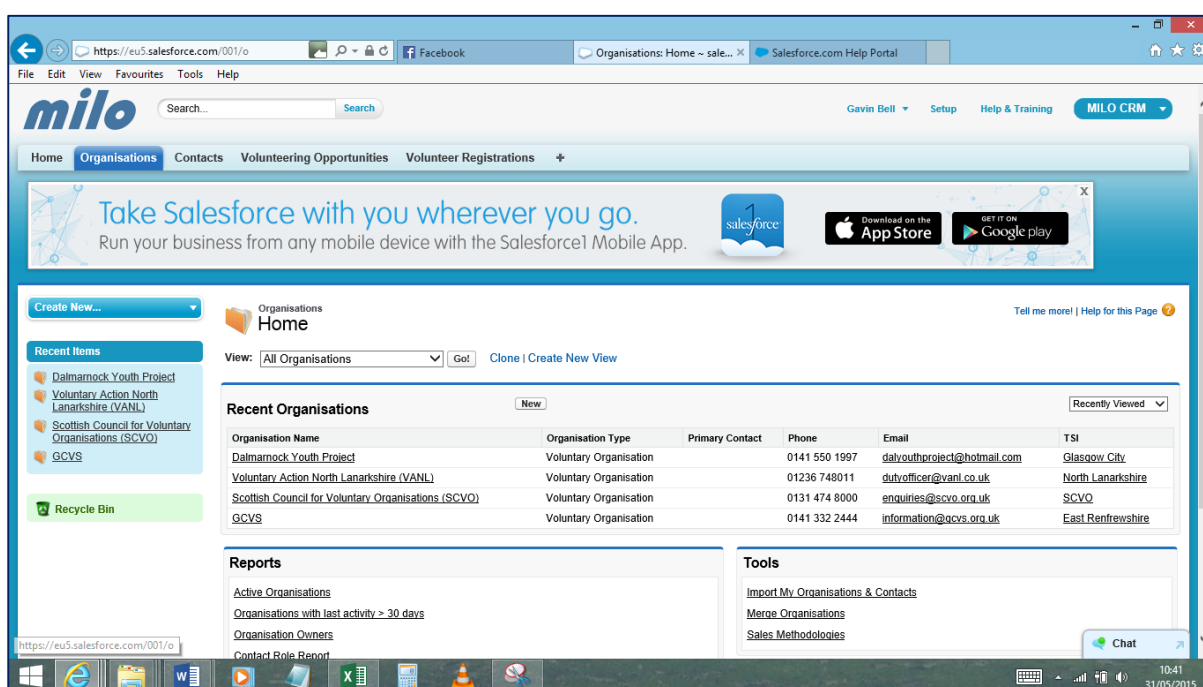 https://eu5.salesforce.com/001/o
Facebook
Organisations: Home ~ sale...
Salesforce.com Help Portal
File Edit View Favourites Tools Help
milo
Search...
Search
Gavin Bell
Setup
Help & Training
MILO CRM
Home Organisations Contacts Volunteering Opportunities Volunteer Registrations +
Take Salesforce with you wherever you go.
Run your business from any mobile device with the Salesforce1 Mobile App.
1
salesforce
Download on the
App Store
GET IT ON
Google play
X
Create New...
Recent Items
Dalmarnock Youth Project
Voluntary Action North
Lanarkshire (VANL)
Scottish Council for Voluntary
Organisations (SCVO)
GCVS
Recycle Bin
Organisations
Home
Tell me more! | Help for this Page ?
View: All Organisations Go! Clone | Create New View
Recent Organisations New Recently Viewed
Organisation Name Organisation Type Primary Contact Phone Email TSI
Dalmarnock Youth Project Voluntary Organisation 0141 550 1997 dalyouthproject@hotmail.com Glasgow City
Voluntary Action North Lanarkshire (VANL) Voluntary Organisation 01236 748011 dutyofficer@vanl.co.uk North Lanarkshire
Scottish Council for Voluntary Organisations (SCVO) Voluntary Organisation 0131 474 8000 enquiries@scvo.org.uk SCVO
GCVS Voluntary Organisation 0141 332 2444 information@gcvs.org.uk East Renfrewshire
Reports
Active Organisations
Organisations with last activity > 30 days
Organisation Owners
Contact Role Report
Tools
Import My Organisations & Contacts
Merge Organisations
Sales Methodologies
Chat
https://eu5.salesforce.com/001/o
10:41
31/05/2015